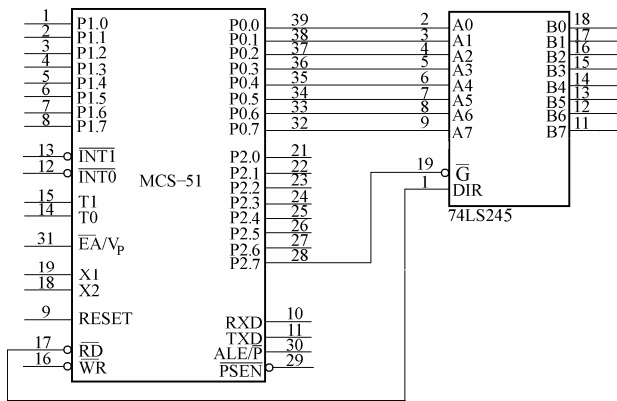 1 P1.0 P0.0 39 2 A0 B0 18
2 P1.1 P0.1 38 3 A1 B1 17
3 P1.2 P0.2 37 4 A2 B2 16
4 P1.3 P0.3 36 5 A3 B3 15
5 P1.4 P0.4 35 6 A4 B4 14
6 P1.5 P0.5 34 7 A5 B5 13
7 P1.6 P0.6 33 8 A6 B6 12
8 P1.7 P0.7 32 9 A7 B7 11
13 INT1 P2.0 21
12 INT0 P2.1 22 19 G
MCS-51 P2.2 23 1 DIR
15 T1 P2.3 24 74LS245
14 T0 P2.4 25
P2.5 26
31 EA/VP P2.6 27
P2.7 28
19 X1
18 X2
9 RESET RXD 10
TXD 11
17 RD ALE/P 30
16 WR PSEN 29